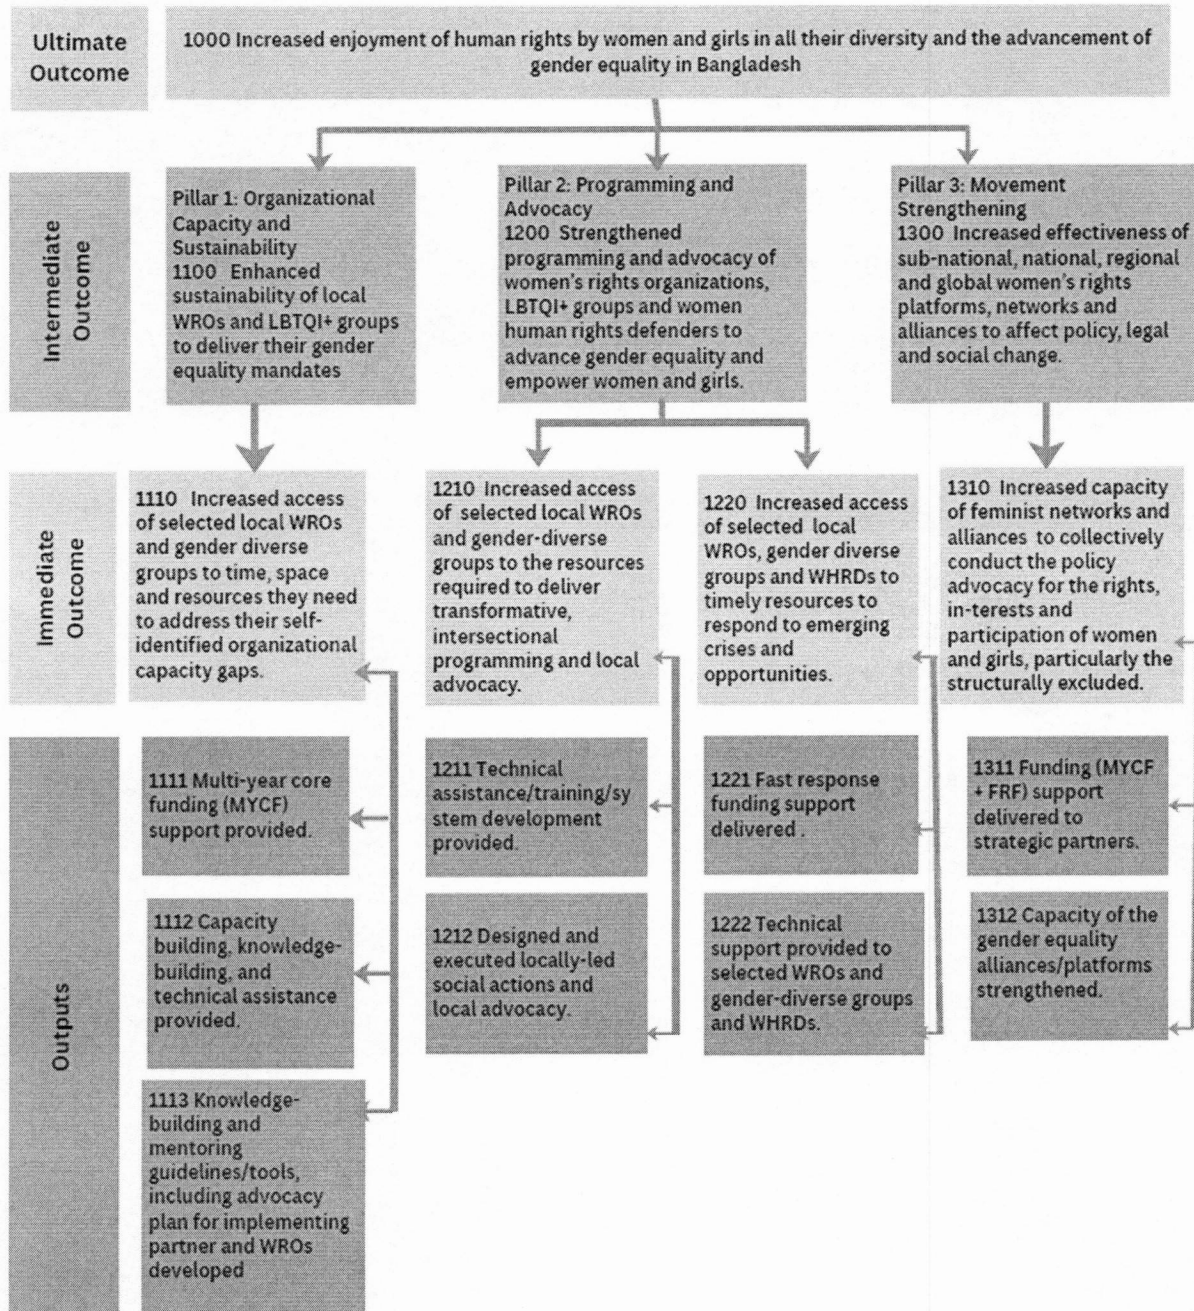 Ultimate
Outcome
1000 Increased enjoyment of human rights by women and girls in all their diversity and the advancement of
gender equality in Bangladesh
Intermediate
Outcome
Pillar 1: Organizational
Capacity and
Sustainability
1100 Enhanced
sustainability of local
WROs and LBTQI+ groups
to deliver their gender
equality mandates
Pillar 2: Programming and
Advocacy
1200 Strengthened
programming and advocacy of
women's rights organizations,
LBTQI+ groups and women
human rights defenders to
advance gender equality and
empower women and girls.
Pillar 3: Movement
Strengthening
1300 Increased effectiveness of
sub-national, national, regional
and global women's rights
platforms, networks and
alliances to affect policy, legal
and social change.
Immediate
Outcome
1110 Increased access
of selected local WROs
and gender diverse
groups to time, space
and resources they need
to address their self-
identified organizational
capacity gaps.
1210 Increased access
of selected local WROs
and gender-diverse
groups to the resources
required to deliver
transformative,
intersectional
programming and local
advocacy.
1220 Increased access
of selected local
WROs, gender diverse
groups and WHRDs to
timely resources to
respond to emerging
crises and
opportunities.
1310 Increased capacity
of feminist networks and
alliances to collectively
conduct the policy
advocacy for the rights,
in-terests and
participation of women
and girls, particularly the
structurally excluded.
Outputs
1111 Multi-year core
funding (MYCF)
support provided.
1112 Capacity
building, knowledge-
building, and
technical assistance
provided.
1113 Knowledge-
building and
mentoring
guidelines/tools,
including advocacy
plan for implementing
partner and WROs
developed
1211 Technical
assistance/training/sy
stem development
provided.
1212 Designed and
executed locally-led
social actions and
local advocacy.
1221 Fast response
funding support
delivered .
1222 Technical
support provided to
selected WROs and
gender-diverse groups
and WHRDs.
1311 Funding (MYCF
+ FRF) support
delivered to
strategic partners.
1312 Capacity of the
gender equality
alliances/platforms
strengthened.